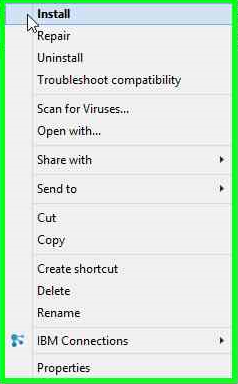 Install
Repair
Uninstall
Troubleshoot compatibility
Scan for Viruses...
Open with...
Share with
Send to
Cut
Copy
Create shortcut
Delete
Rename
IBM Connections
Properties